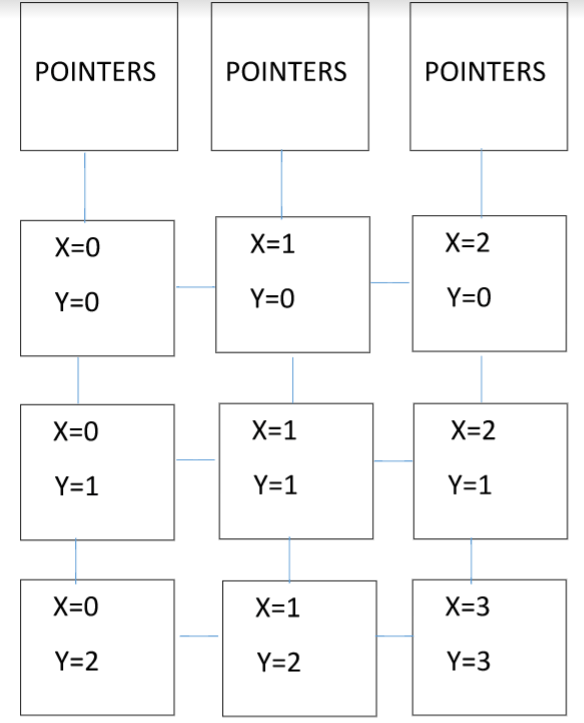 POINTERS POINTERS POINTERS
X=0 X=1 X=2
Y=0 Y=0 Y=0
X=0 X=1 X=2
Y=1 Y=1 Y=1
X=0 X=1 X=3
Y=2 Y=2 Y=3